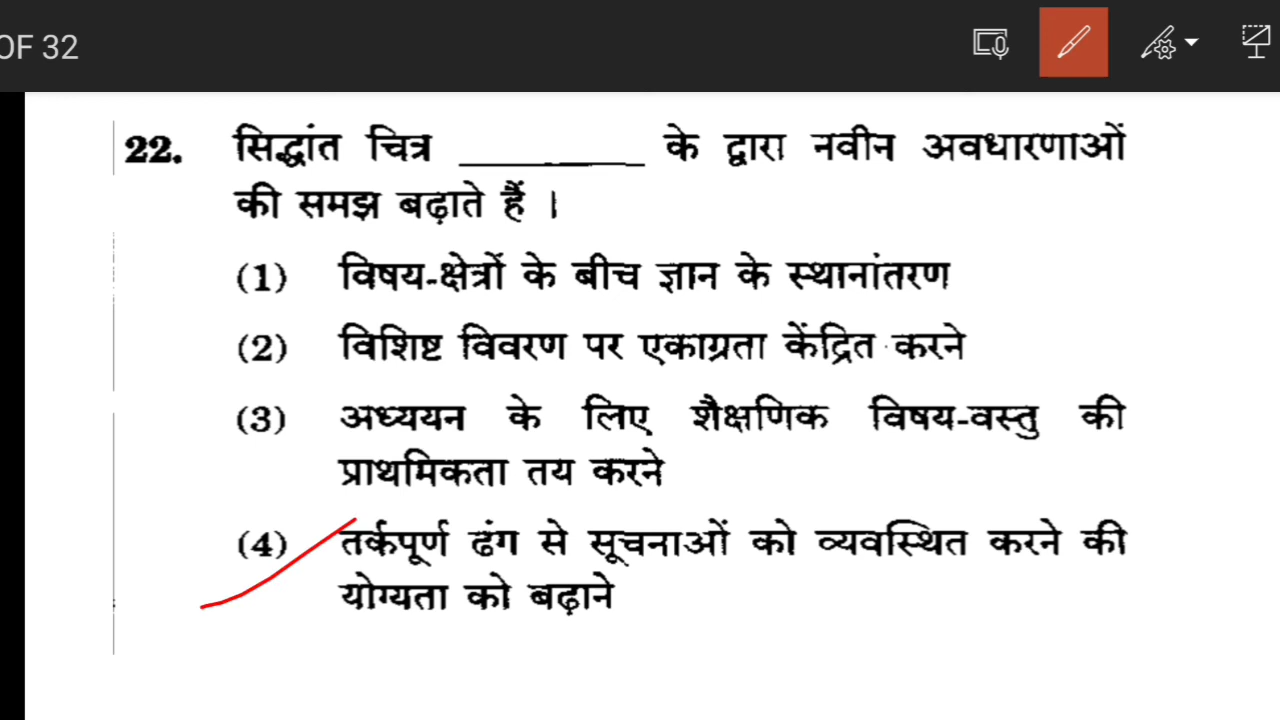 OF 32
22. सिद्धांत चित्र __________ के द्वारा नवीन अवधारणाओं
की समझ बढ़ाते हैं ।
(1) विषय-क्षेत्रों के बीच ज्ञान के स्थानांतरण
(2) विशिष्ट विवरण पर एकाग्रता केंद्रित करने
(3) अध्ययन के लिए शैक्षणिक विषय-वस्तु की
प्राथमिकता तय करने
(4) तर्कपूर्ण ढंग से सूचनाओं को व्यवस्थित करने की
योग्यता को बढ़ाने